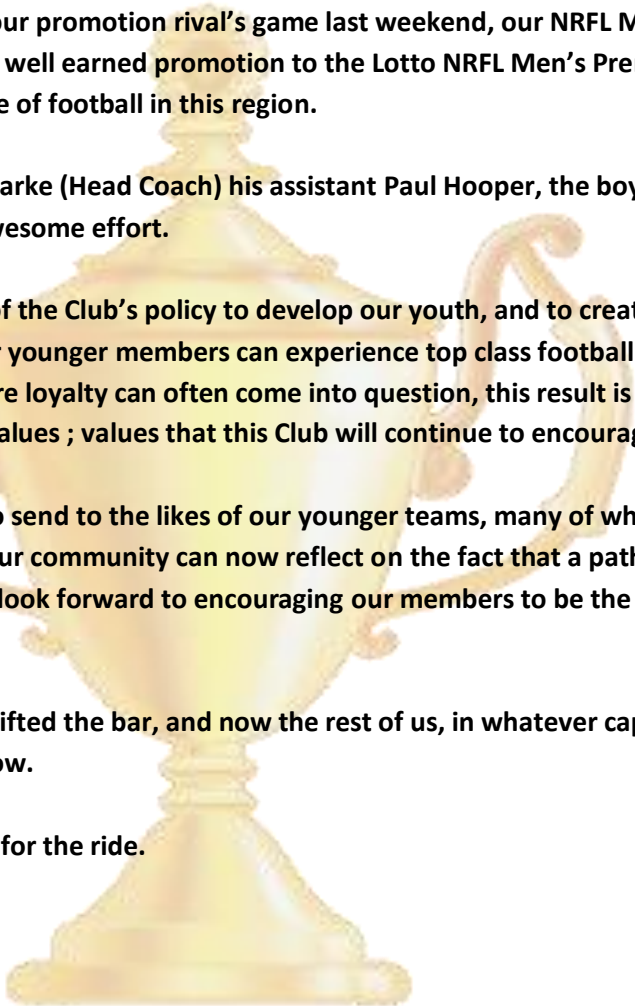 our promotion rival's game last weekend, our NRFL M
well earned promotion to the Lotto NRFL Men's Pre
e of football in this region.
arke (Head Coach) his assistant Paul Hooper, the boy
wesome effort.
of the Club's policy to develop our youth, and to creat
younger members can experience top class football
re loyalty can often come into question, this result is
alues ; values that this Club will continue to encourag
send to the likes of our younger teams, many of wh
ur community can now reflect on the fact that a path
look forward to encouraging our members to be the
ifted the bar, and now the rest of us, in whatever cap
ow.
for the ride.